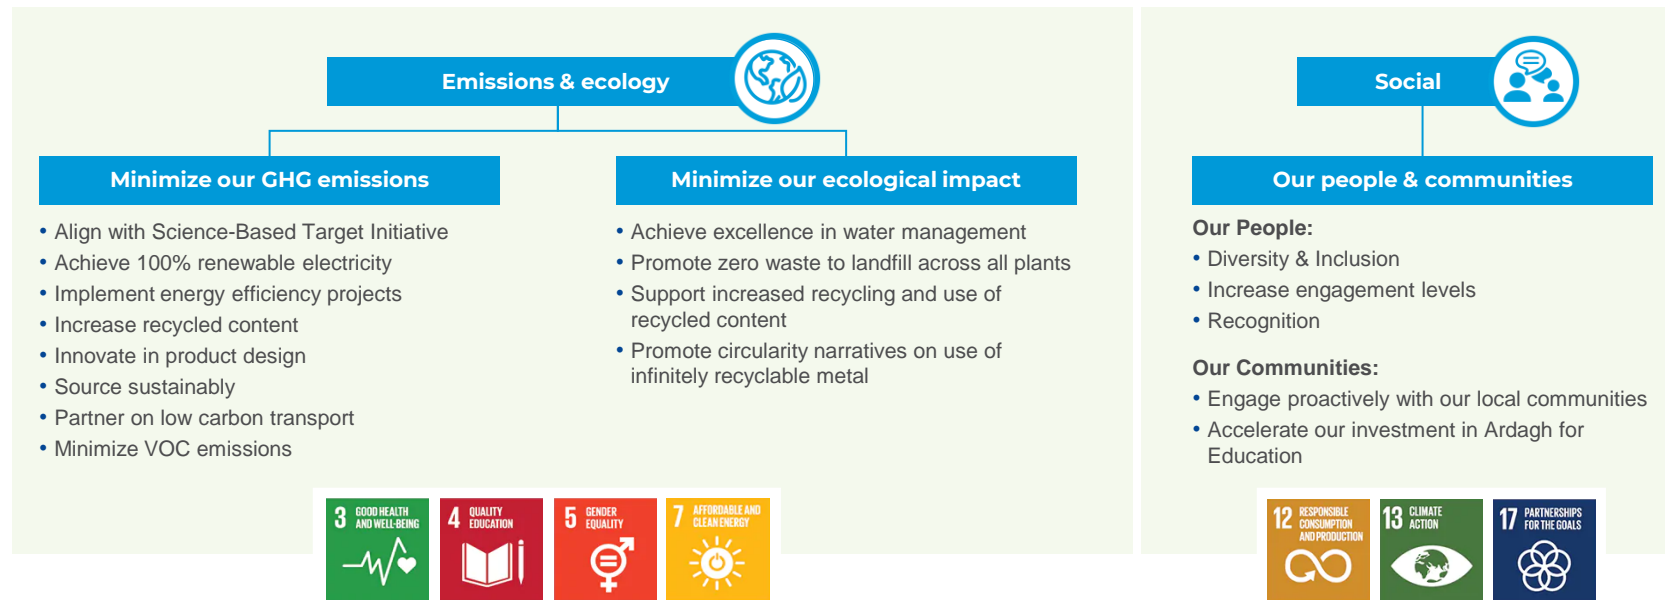 Emissions & ecology
Minimize our GHG emissions
• Align with Science-Based Target Initiative
• Achieve 100% renewable electricity
• Implement energy efficiency projects
• Increase recycled content
• Innovate in product design
• Source sustainably
• Partner on low carbon transport
• Minimize VOC emissions
Minimize our ecological impact
• Achieve excellence in water management
• Promote zero waste to landfill across all plants
• Support increased recycling and use of
recycled content
• Promote circularity narratives on use of
infinitely recyclable metal
3 GOOD HEALTH
AND WELL-BEING
4 QUALITY
EDUCATION
5 GENDER
EQUALITY
7 AFFORDABLE AND
CLEAN ENERGY
Social
Our people & communities
Our People:
• Diversity & Inclusion
• Increase engagement levels
• Recognition
Our Communities:
• Engage proactively with our local communities
• Accelerate our investment in Ardagh for
Education
12 RESPONSIBLE
CONSUMPTION
AND PRODUCTION
13 CLIMATE
ACTION
17 PARTNERSHIPS
FOR THE GOALS